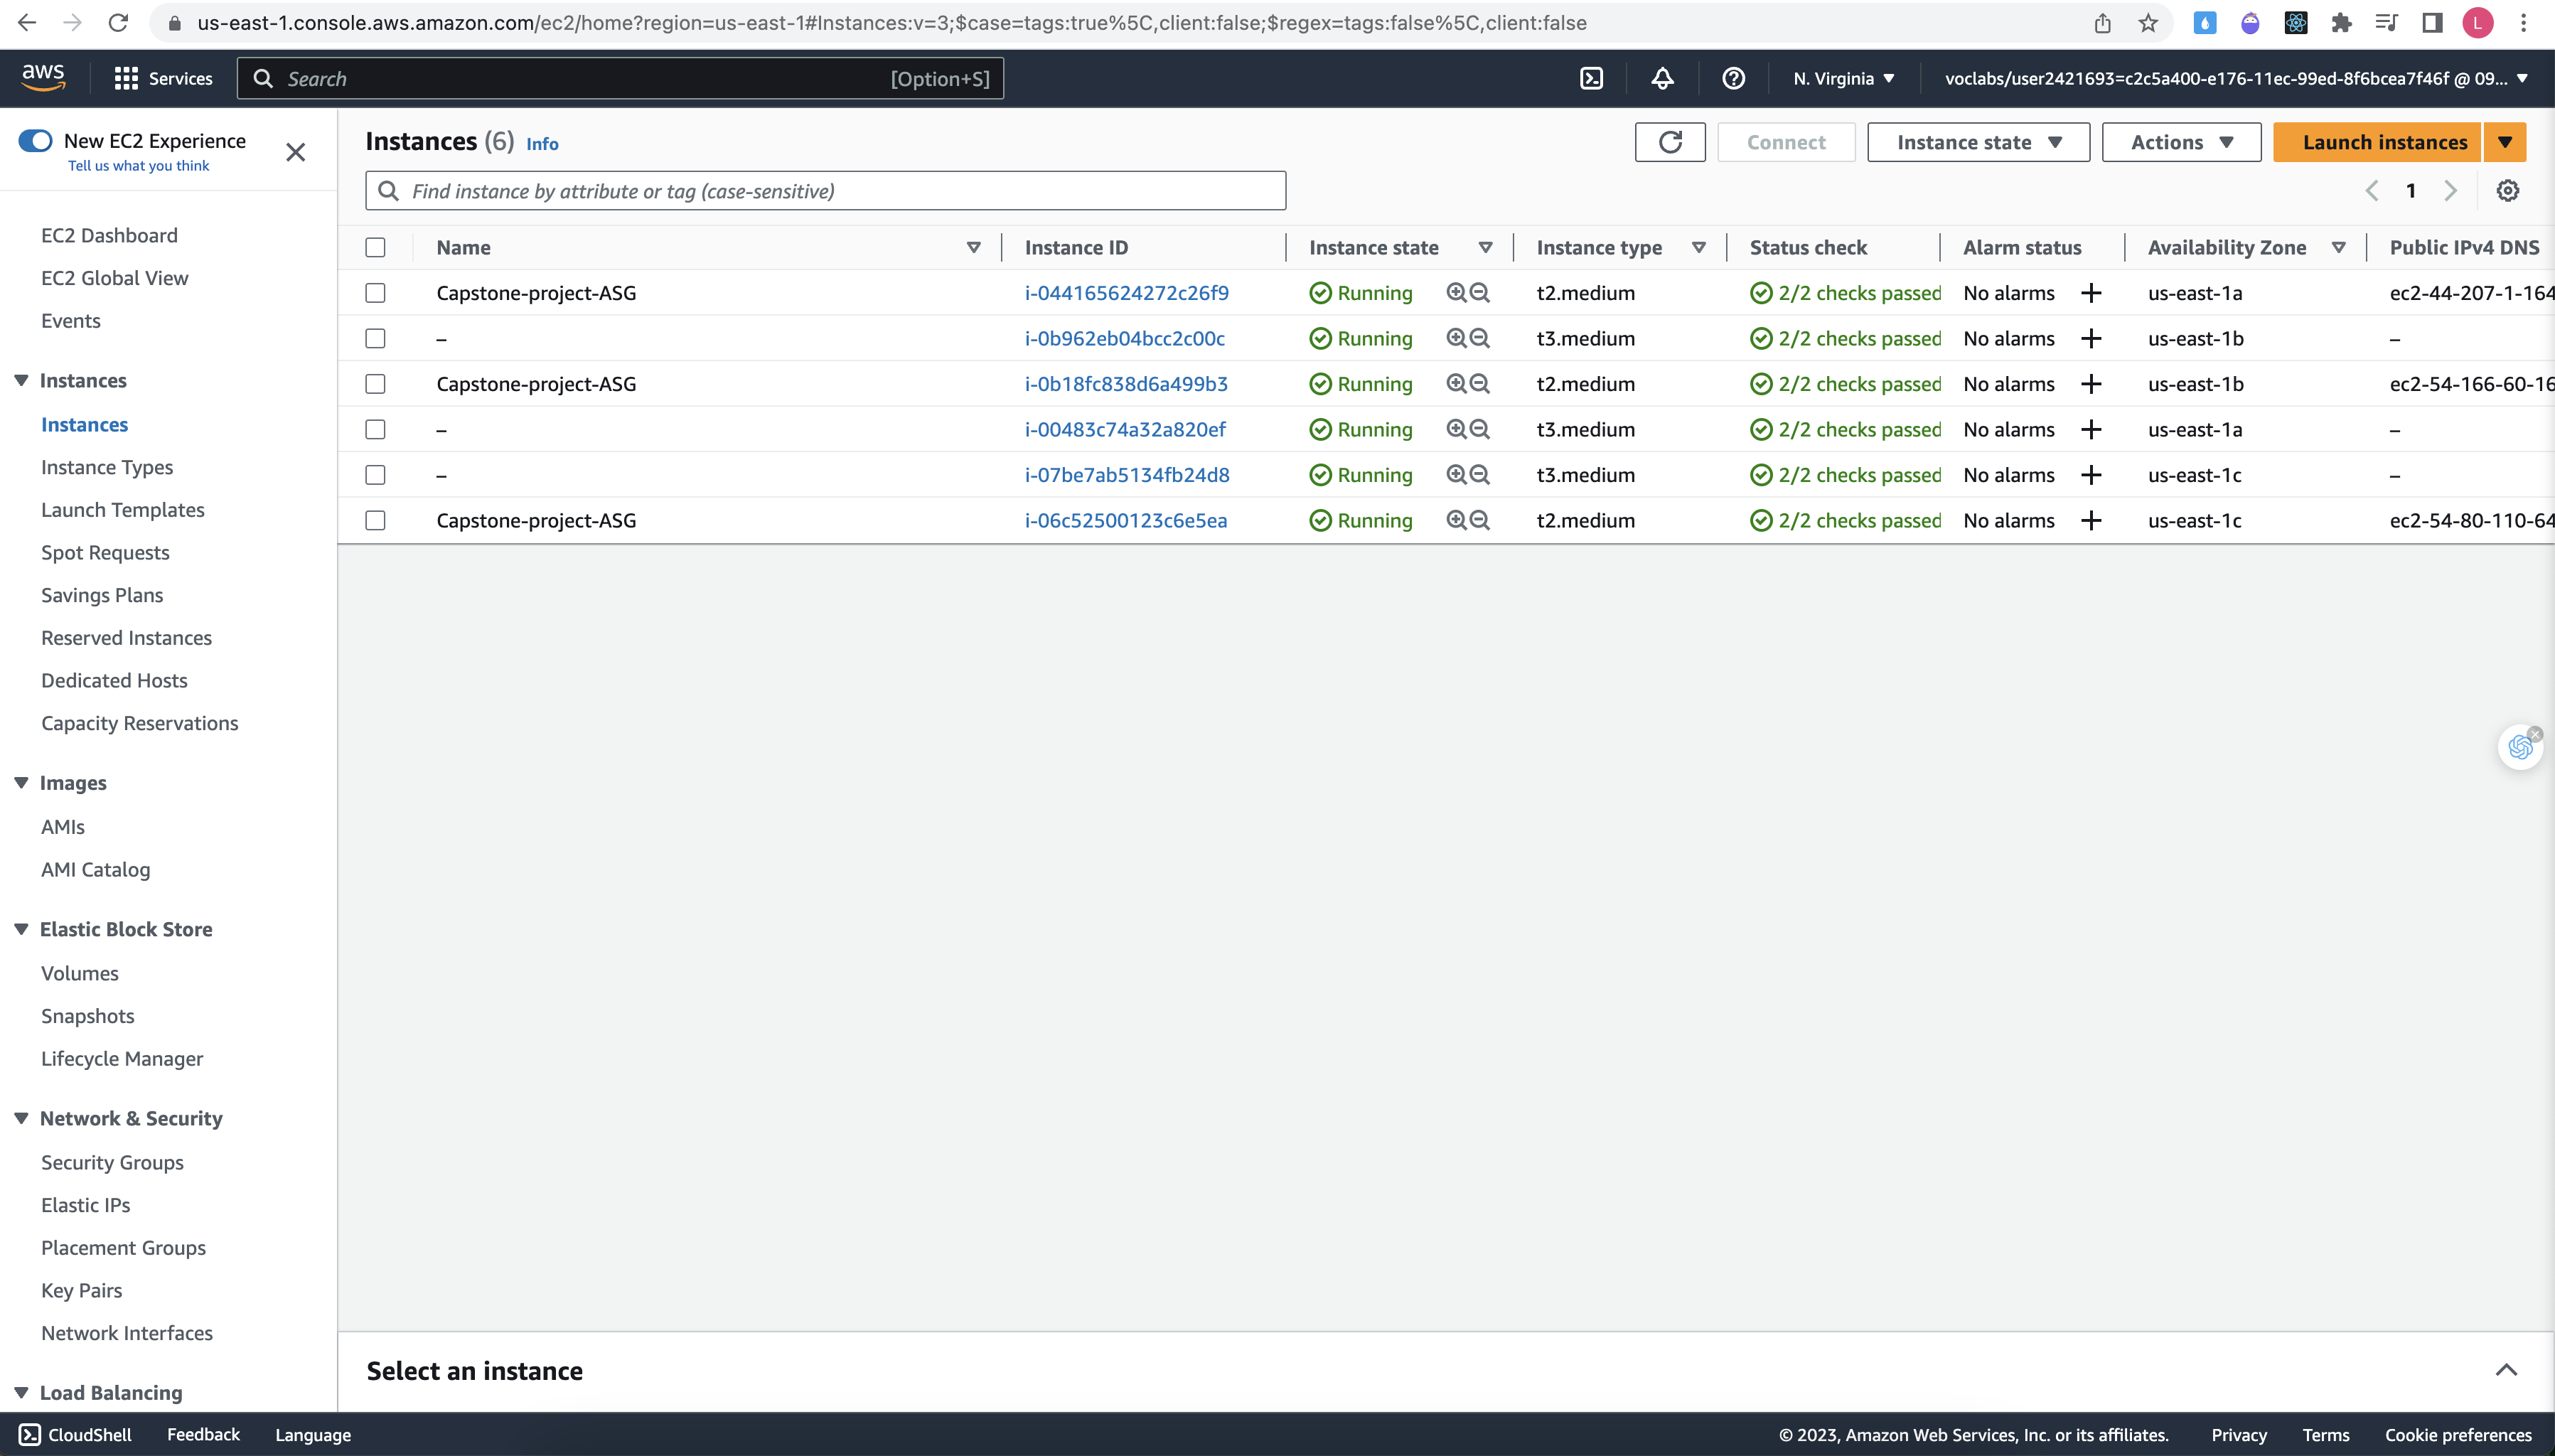 us-east-1.console.aws.amazon.com/ec2/home?region=us-east-1#Instances:v=3;$case=tags:true%5C,client:false;$regex=tags:false%5C,client:false
L
aws Services Search [Option+S] N. Virginia voclabs/user2421693=c2c5a400-e176-11ec-99ed-8f6bcea7f46f @ 09...
New EC2 Experience
Tell us what you think
EC2 Dashboard
EC2 Global View
Events
Instances
Instances
Instance Types
Launch Templates
Spot Requests
Savings Plans
Reserved Instances
Dedicated Hosts
Capacity Reservations
Images
AMIs
AMI Catalog
Elastic Block Store
Volumes
Snapshots
Lifecycle Manager
Network & Security
Security Groups
Elastic IPs
Placement Groups
Key Pairs
Network Interfaces
Load Balancing
Instances (6) Info Connect Instance state Actions Launch instances
Find instance by attribute or tag (case-sensitive) 1
Name Instance ID Instance state Instance type Status check Alarm status Availability Zone Public IPv4 DNS
Capstone-project-ASG i-044165624272c26f9 Running t2.medium 2/2 checks passed No alarms us-east-1a ec2-44-207-1-164
– i-0b962eb04bcc2c00c Running t3.medium 2/2 checks passed No alarms us-east-1b –
Capstone-project-ASG i-0b18fc838d6a499b3 Running t2.medium 2/2 checks passed No alarms us-east-1b ec2-54-166-60-16
– i-00483c74a32a820ef Running t3.medium 2/2 checks passed No alarms us-east-1a –
– i-07be7ab5134fb24d8 Running t3.medium 2/2 checks passed No alarms us-east-1c –
Capstone-project-ASG i-06c52500123c6e5ea Running t2.medium 2/2 checks passed No alarms us-east-1c ec2-54-80-110-64
Select an instance
CloudShell Feedback Language © 2023, Amazon Web Services, Inc. or its affiliates. Privacy Terms Cookie preferences